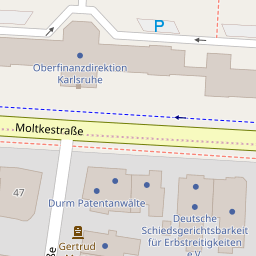 P
Oberfinanzdirektion
Karlsruhe
Moltkestraße
47
Durm Patentanwälte
Deutsche
Schiedsgerichtsbarkeit
für Erbstreitigkeiten
e.V.
Gertrud